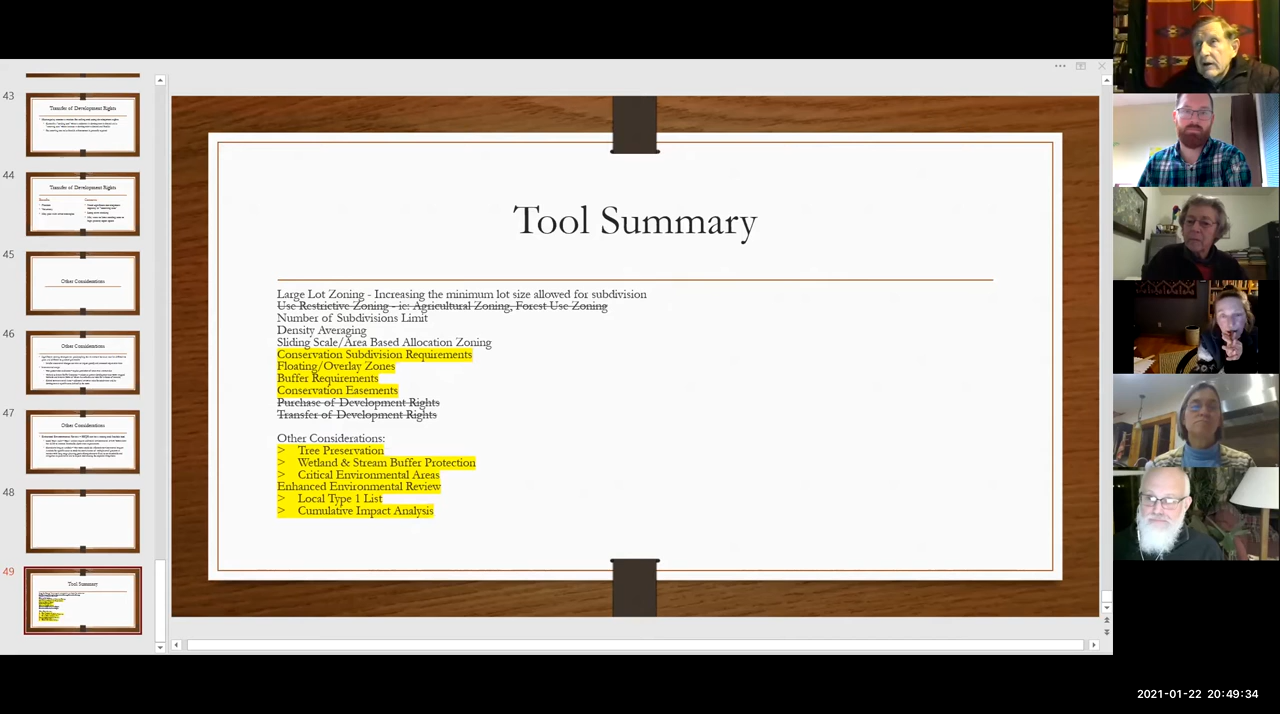 43
Transfer of Development Rights
44
Transfer of Development Rights
45
Other Considerations
46
Other Considerations
47
Other Considerations
48
49
Tool Summary
Tool Summary
Large Lot Zoning - Increasing the minimum lot size allowed for subdivision
Use Restrictive Zoning - ie: Agricultural Zoning, Forest Use Zoning
Number of Subdivisions Limit
Density Averaging
Sliding Scale/Area Based Allocation Zoning
Conservation Subdivision Requirements
Floating/Overlay Zones
Buffer Requirements
Conservation Easements
Purchase of Development Rights
Transfer of Development Rights
Other Considerations:
> Tree Preservation
> Wetland & Stream Buffer Protection
> Critical Environmental Areas
Enhanced Environmental Review
> Local Type 1 List
> Cumulative Impact Analysis
2021-01-22 20:49:34